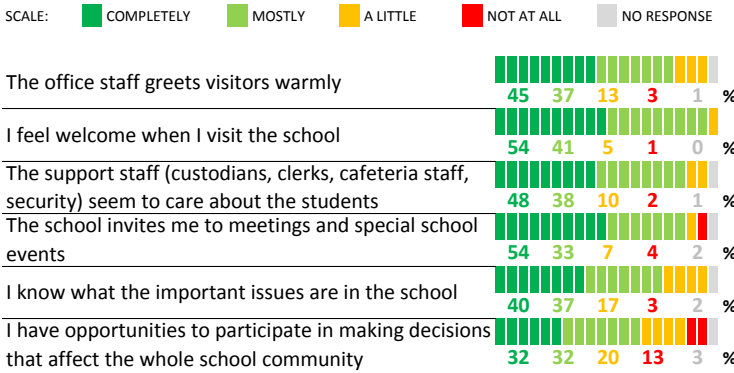 SCALE: COMPLETELY MOSTLY A LITTLE NOT AT ALL NO RESPONSE
The office staff greets visitors warmly
45 37 13 3 1 %
I feel welcome when I visit the school
54 41 5 1 0 %
The support staff (custodians, clerks, cafeteria staff,
security) seem to care about the students
48 38 10 2 1 %
The school invites me to meetings and special school
events
54 33 7 4 2 %
I know what the important issues are in the school
40 37 17 3 2 %
I have opportunities to participate in making decisions
that affect the whole school community
32 32 20 13 3 %